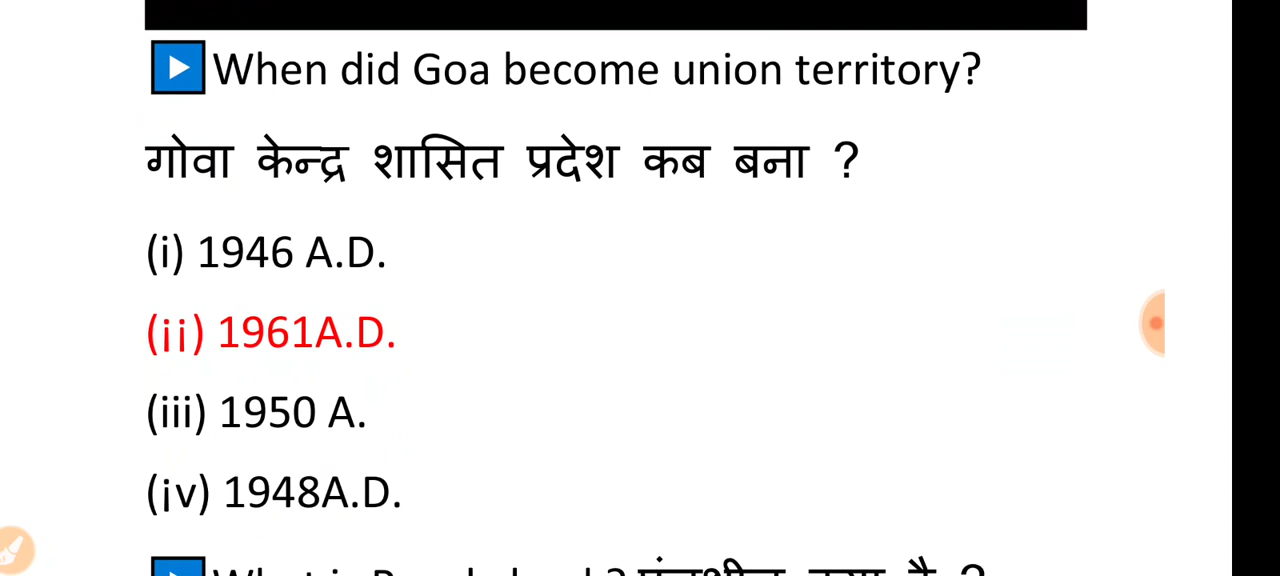 When did Goa become union territory?
गोवा केन्द्र शासित प्रदेश कब बना ?
(i) 1946 A.D.
(ii) 1961A.D.
(iii) 1950 A.
(iv) 1948A.D.